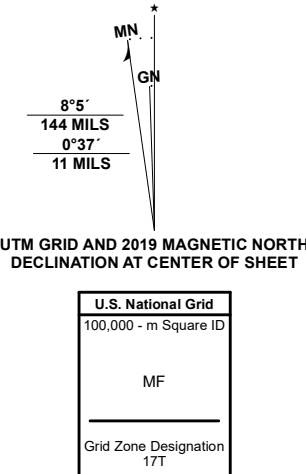 ★
MN
GN
8°5´
144 MILS
0°37´
11 MILS
UTM GRID AND 2019 MAGNETIC NORTH
DECLINATION AT CENTER OF SHEET
U.S. National Grid
100,000 - m Square ID
MF
Grid Zone Designation
17T